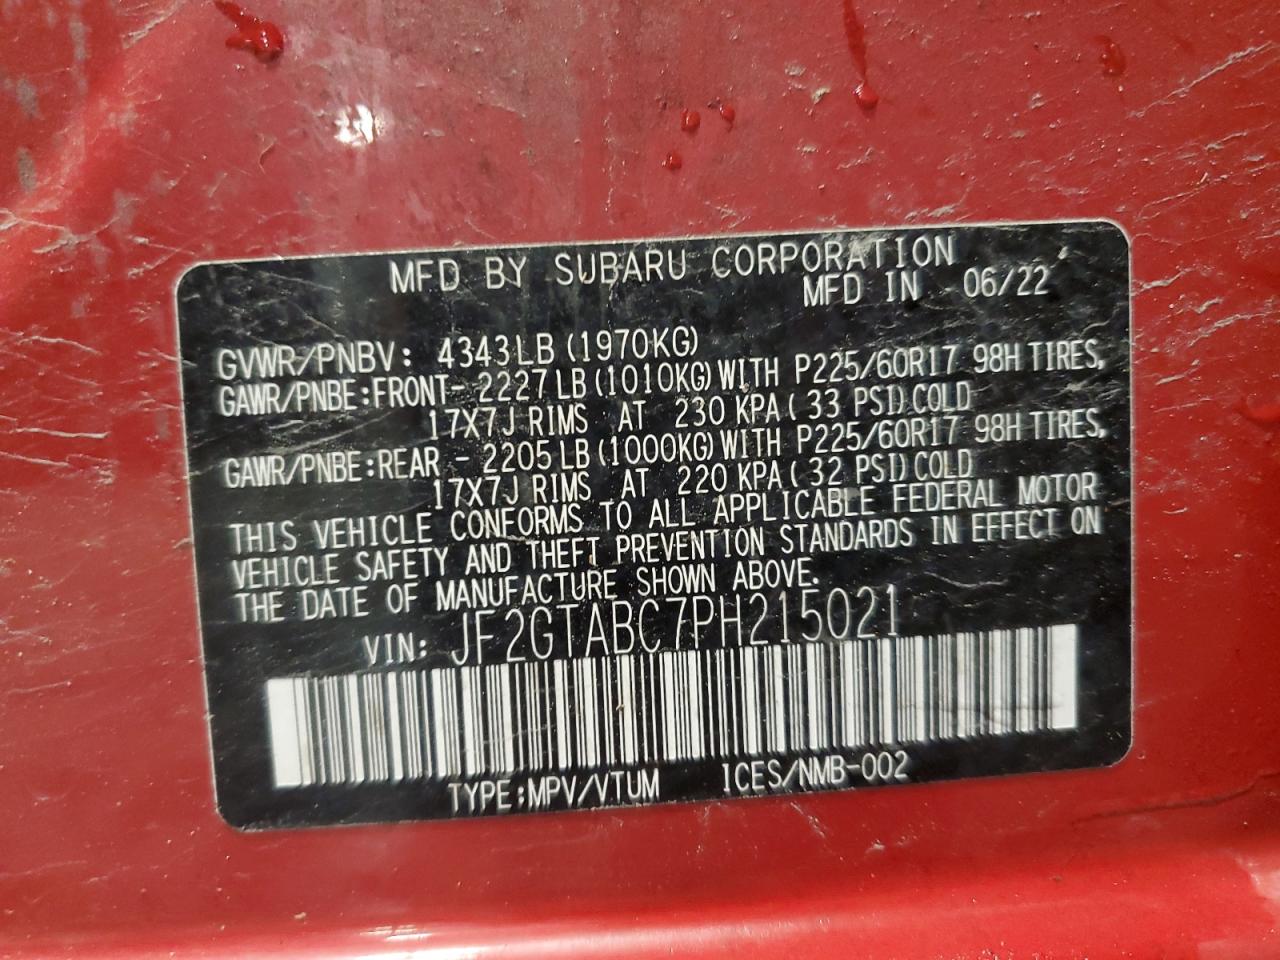 MFD BY SUBARU CORPORATION
MFD IN 06/22
GVWR/PNBV: 4343LB (1970KG)
GAWR/PNBE:FRONT- 2227 LB (1010KG) WITH P225/60R17 98H TIRES,
17X7J RIMS AT 230 KPA ( 33 PSI) COLD
GAWR/PNBE:REAR - 2205 LB (1000KG) WITH P225/60R17 98H TIRES,
17X7J RIMS AT 220 KPA ( 32 PSI) COLD
THIS VEHICLE CONFORMS TO ALL APPLICABLE FEDERAL MOTOR
VEHICLE SAFETY AND THEFT PREVENTION STANDARDS IN EFFECT ON
THE DATE OF MANUFACTURE SHOWN ABOVE.
VIN: JF2GTABC7PH215021
TYPE:MPV/VTUM ICES/NMB-002